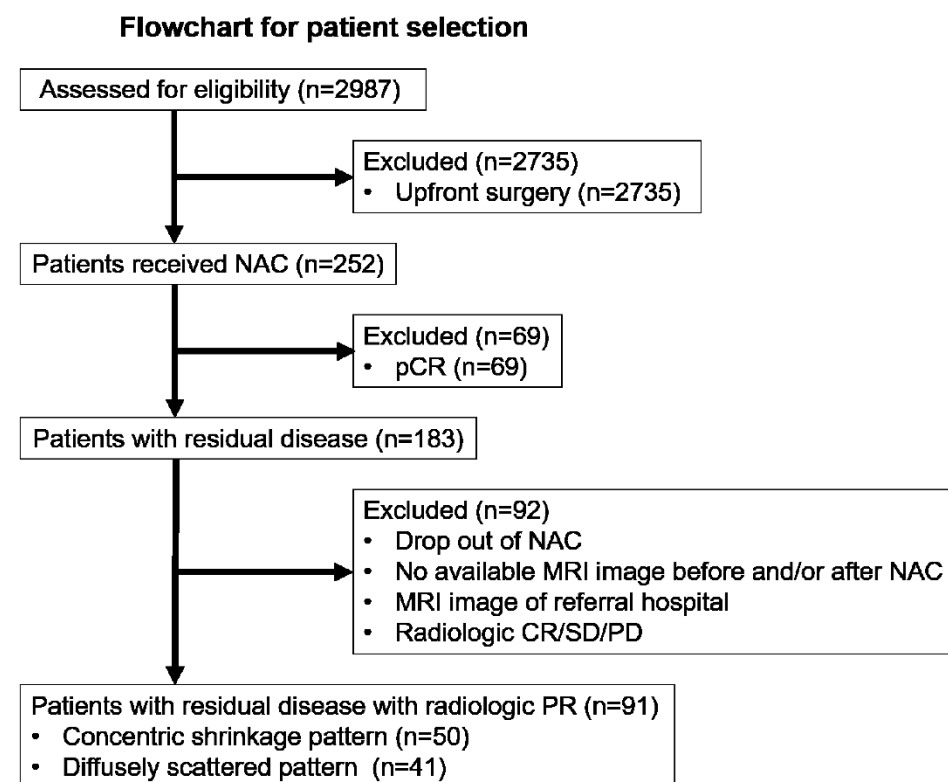 Flowchart for patient selection
Assessed for eligibility (n=2987)
Excluded (n=2735)
• Upfront surgery (n=2735)
Patients received NAC (n=252)
Excluded (n=69)
• pCR (n=69)
Patients with residual disease (n=183)
Excluded (n=92)
• Drop out of NAC
• No available MRI image before and/or after NAC
• MRI image of referral hospital
• Radiologic CR/SD/PD
Patients with residual disease with radiologic PR (n=91)
• Concentric shrinkage pattern (n=50)
• Diffusely scattered pattern (n=41)